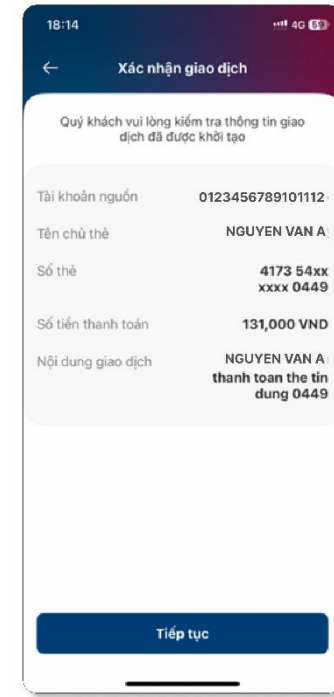 18:14
4G 59
Xác nhận giao dịch
Quý khách vui lòng kiểm tra thông tin giao
dịch đã được khởi tạo
Tài khoản nguồn 0123456789101112
Tên chủ thẻ NGUYEN VAN A
Số thẻ 4173 54xx
xxxx 0449
Số tiền thanh toán 131,000 VND
Nội dung giao dịch NGUYEN VAN A
thanh toan the tin
dung 0449
Tiếp tục